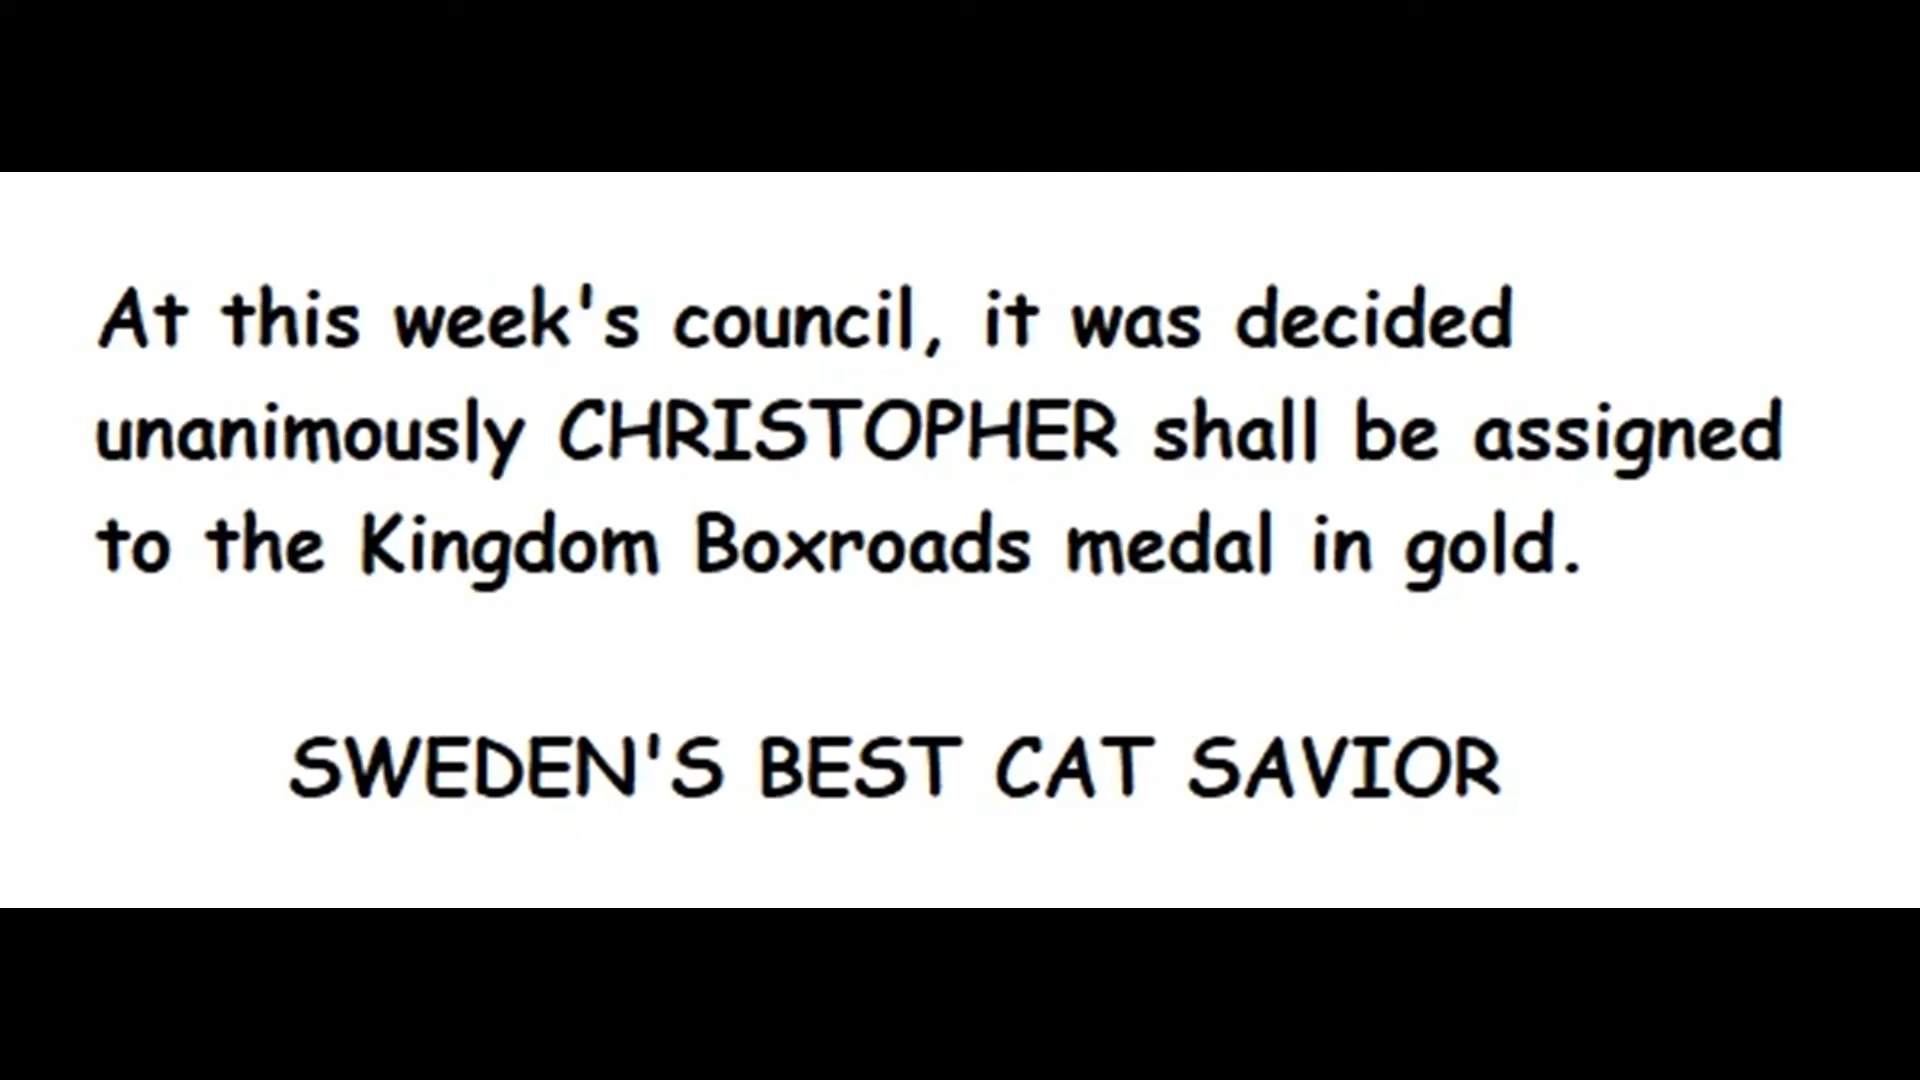 At this week's council, it was decided
unanimously CHRISTOPHER shall be assigned
to the Kingdom Boxroads medal in gold.
SWEDEN'S BEST CAT SAVIOR